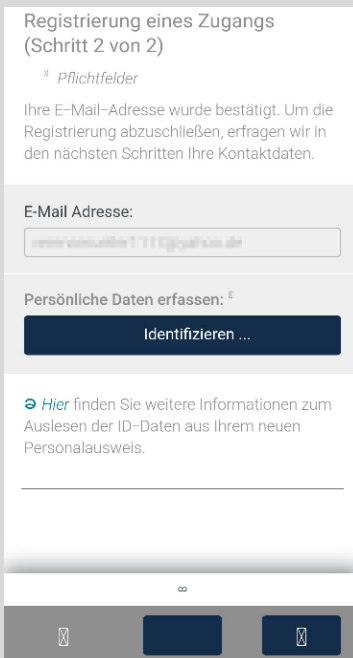 Registrierung eines Zugangs
(Schritt 2 von 2)
Pflichtfelder
Ihre E-Mail-Adresse wurde bestätigt. Um die
Registrierung abzuschließen, erfragen wir in
den nächsten Schritten Ihre Kontaktdaten.
E-Mail Adresse:
Persönliche Daten erfassen:
Identifizieren ...
Hier finden Sie weitere Informationen zum
Auslesen der ID-Daten aus Ihrem neuen
Personalausweis.